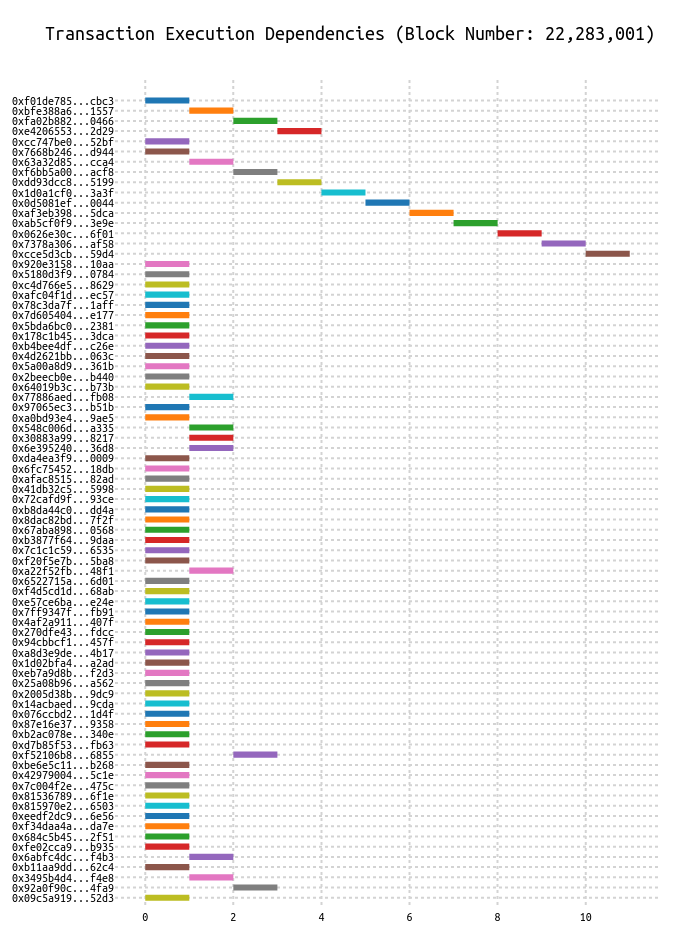 Transaction Execution Dependencies (Block Number: 22,283,001)
0xf01de785...cbc3
0xbfe388a6...1557
0xfa02b882...0466
0xe4206553...2d29
0xcc747be0...52bf
0x7668b246...d944
0x63a32d85...cca4
0xf6bb5a00...acf8
0xdd93dcc8...5199
0x1d0a1cf0...3a3f
0x0d5081ef...0044
0xaf3eb398...5dca
0xab5cf0f9...3e9e
0x0626e30c...6f01
0x7378a306...af58
0xcce5d3cb...59d4
0x920e3158...10aa
0x5180d3f9...0784
0xc4d766e5...8629
0xafc04f1d...ec57
0x78c3da7f...1aff
0x7d605404...e177
0x5bda6bc0...2381
0x178c1b45...3dca
0xb4bee4df...c26e
0x4d2621bb...063c
0x5a00a8d9...361b
0x2beecb0e...b440
0x64019b3c...b73b
0x77886aed...fb08
0x97065ec3...b51b
0xa0bd93e4...9ae5
0x548c006d...a335
0x30883a99...8217
0x6e395240...36d8
0xda4ea3f9...0009
0x6fc75452...18db
0xafac8515...82ad
0x41db32c5...5998
0x72cafd9f...93ce
0xb8da44c0...dd4a
0x8dac82bd...7f2f
0x67aba898...0568
0xb3877f64...9daa
0x7c1c1c59...6535
0xf20f5e7b...5ba8
0xa22f52fb...48f1
0x6522715a...6d01
0xf4d5cd1d...68ab
0xe57ce6ba...e24e
0x7ff9347f...fb91
0x4af2a911...407f
0x270dfe43...fdcc
0x94cbbcf1...457f
0xa8d3e9de...4b17
0x1d02bfa4...a2ad
0xeb7a9d8b...f2d3
0x25a08b96...a562
0x2005d38b...9dc9
0x14acbaed...9cda
0x076ccbd2...1d4f
0x87e16e37...9358
0xb2ac078e...340e
0xd7b85f53...fb63
0xf52106b8...6855
0xbe6e5c11...b268
0x42979004...5c1e
0x7c004f2e...475c
0x81536789...6f1e
0x815970e2...6503
0xeedf2dc9...6e56
0xf34daa4a...da7e
0x684c5b45...2f51
0xfe02cca9...b935
0x6abfc4dc...f4b3
0xb11aa9dd...62c4
0x3495b4d4...f4e8
0x92a0f90c...4fa9
0x09c5a919...52d3
0 2 4 6 8 10